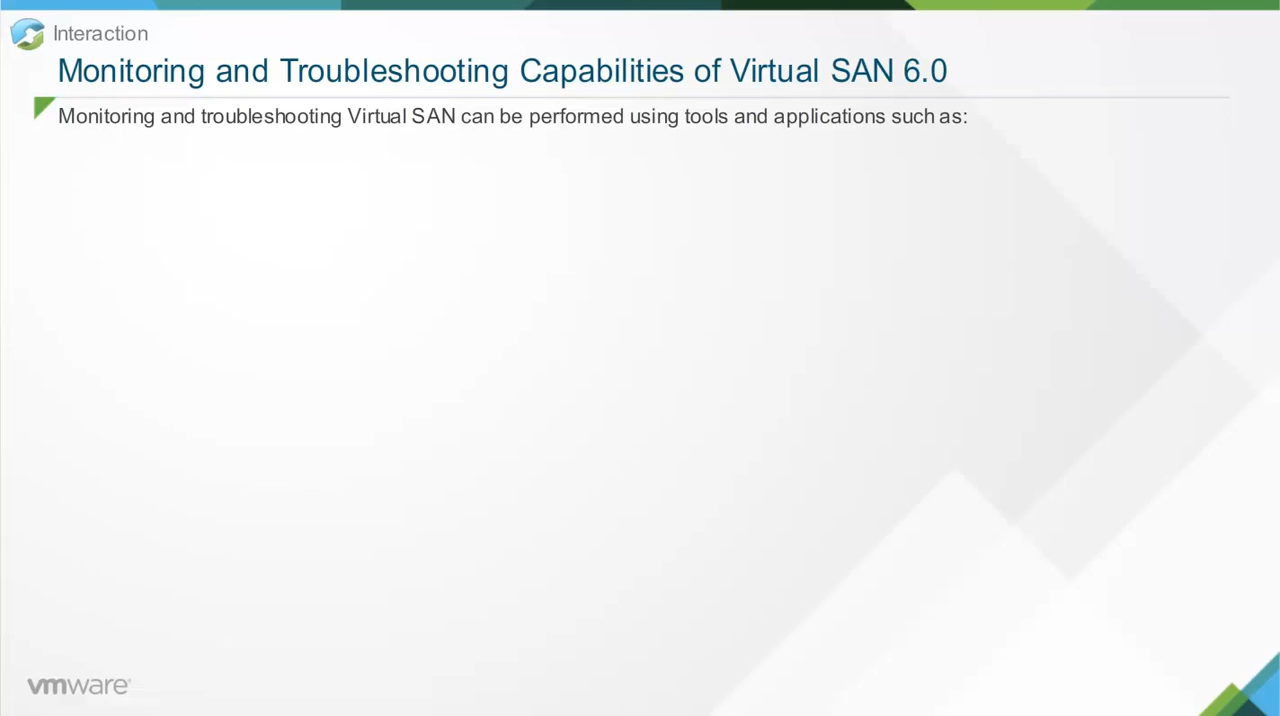 Interaction
Monitoring and Troubleshooting Capabilities of Virtual SAN 6.0
Monitoring and troubleshooting Virtual SAN can be performed using tools and applications such as:
vmware®